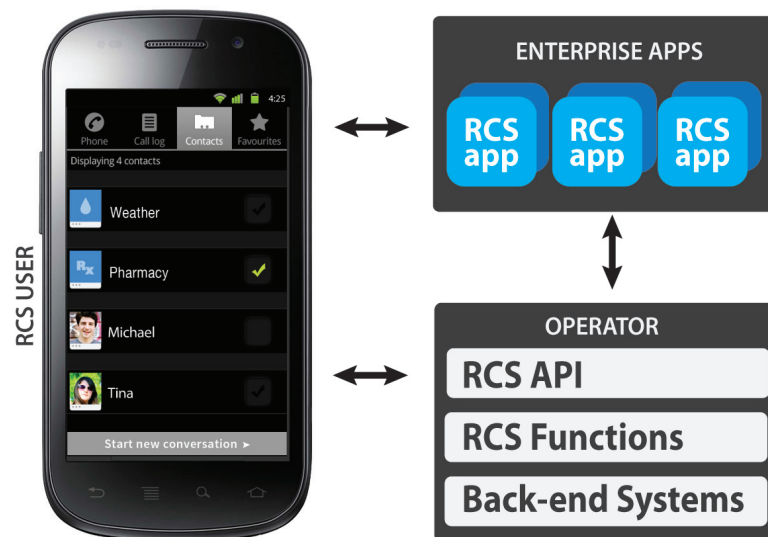 RCS USER
4:25
Phone
Call log
Contacts
Favourites
Displaying 4 contacts
Weather
Rx
Pharmacy
Michael
Tina
Start new conversation ➤
ENTERPRISE APPS
RCS
app
RCS
app
RCS
app
OPERATOR
RCS API
RCS Functions
Back-end Systems